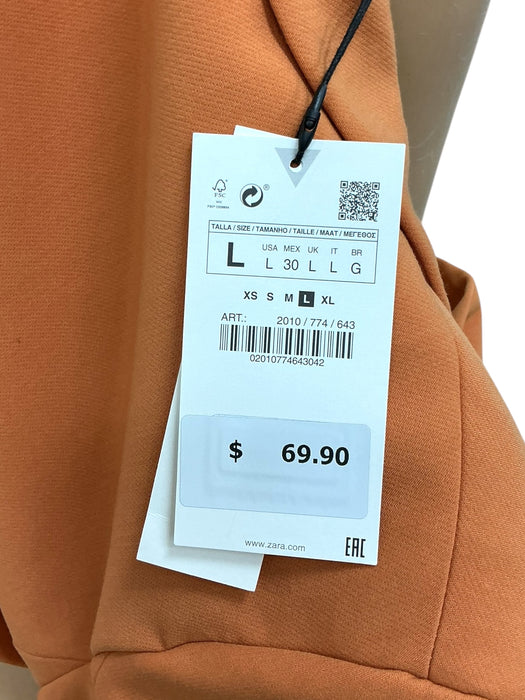 FSC
TALLA / SIZE / TAMANHO / TAILLE / MAAT / ΜΕΓΕΘΟΣ
L
USA MEX UK IT BR
L 30 L L G
XS S M L XL
ART.: 2010 / 774 / 643
02010774643042
$ 69.90
www.zara.com
EAC